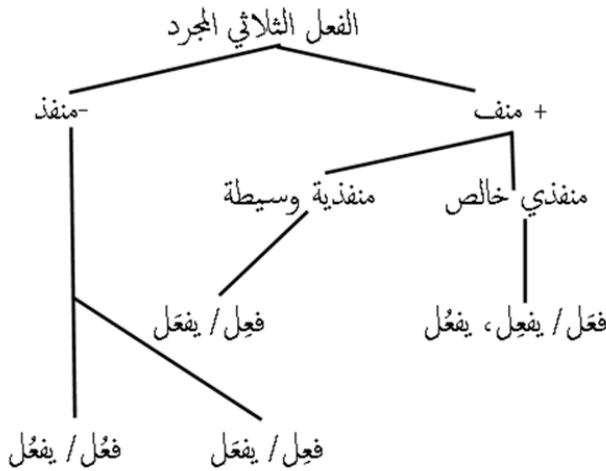 الفعل الثلاثي المجرد
+ منف
-منفذ
منفذي خالص
منفذية وسيطة
فعَل/ يفعِل، يفعُل
فعِل/ يفعَل
فعِل/ يفعَل
فعُل/ يفعُل